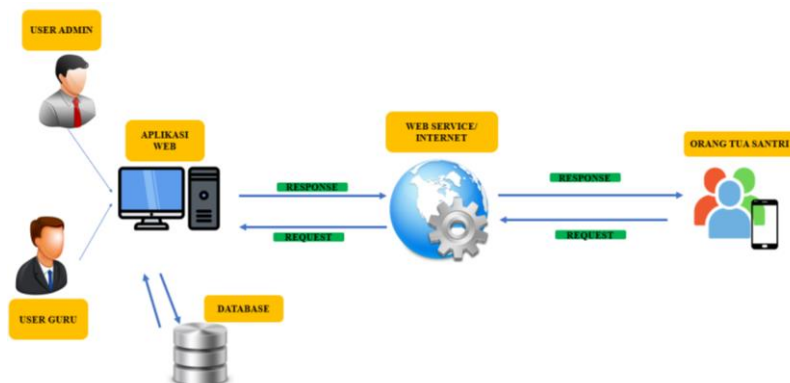 USER ADMIN
APLIKASI
WEB
WEB SERVICE/
INTERNET
ORANG TUA SANTRI
RESPONSE
RESPONSE
REQUEST
REQUEST
DATABASE
USER GURU